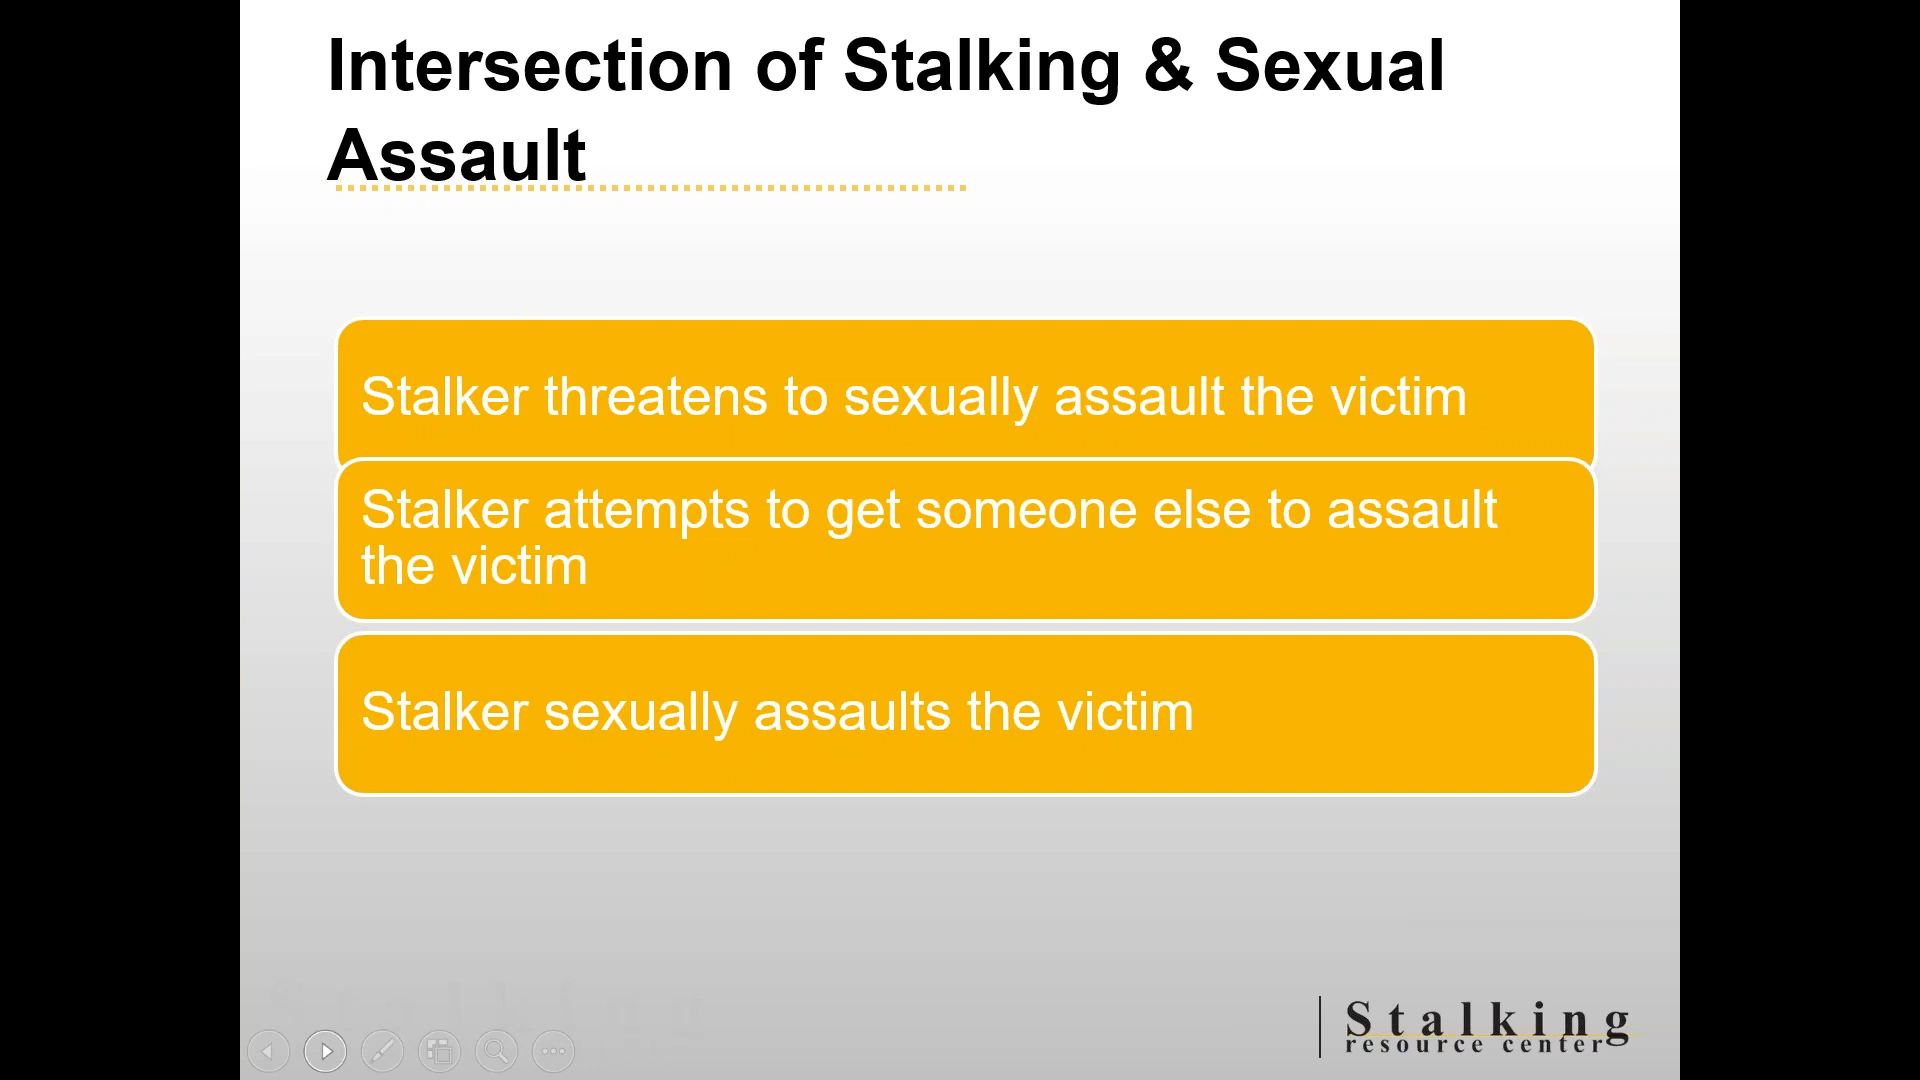 Intersection of Stalking & Sexual
Assault
Stalker threatens to sexually assault the victim
Stalker attempts to get someone else to assault
the victim
Stalker sexually assaults the victim
Stalking
resource center